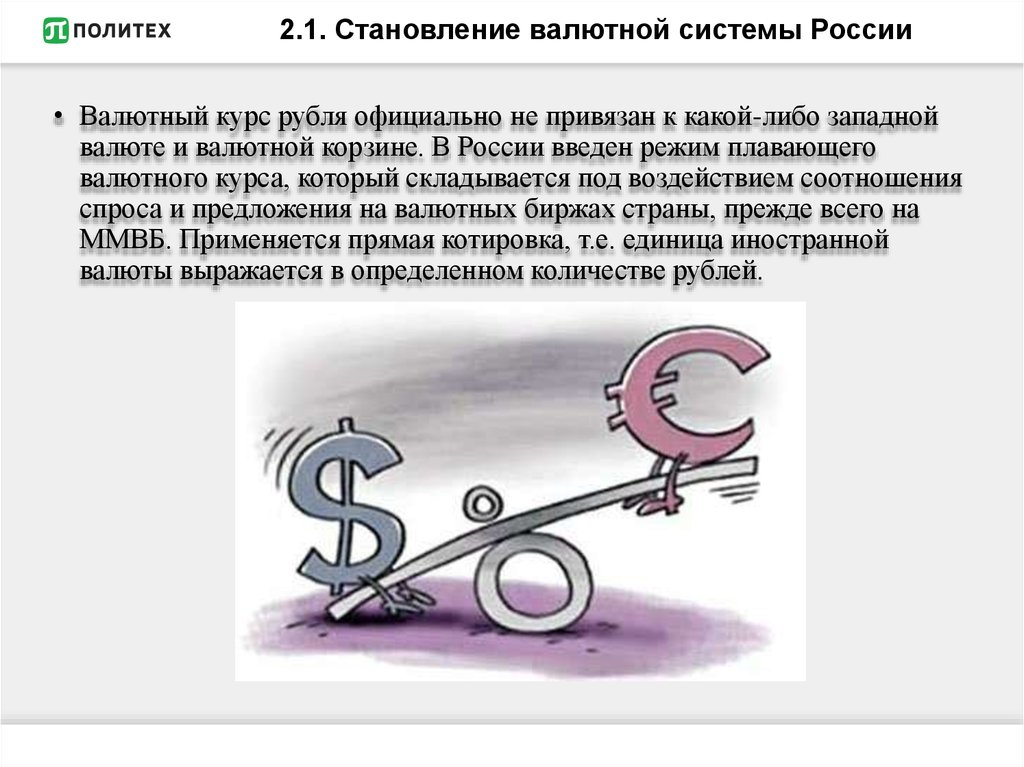 ПОЛИТЕХ
2.1. Становление валютной системы России
• Валютный курс рубля официально не привязан к какой-либо западной
валюте и валютной корзине. В России введен режим плавающего
валютного курса, который складывается под воздействием соотношения
спроса и предложения на валютных биржах страны, прежде всего на
ММВБ. Применяется прямая котировка, т.е. единица иностранной
валюты выражается в определенном количестве рублей.